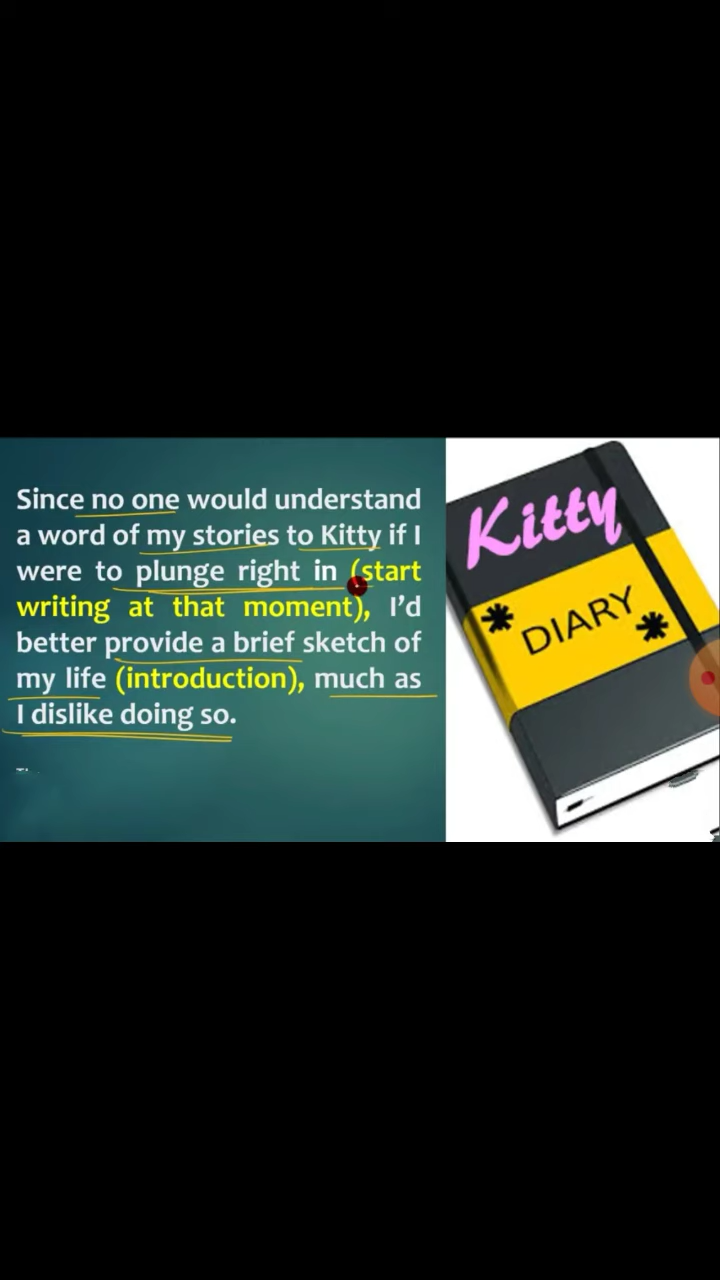 Since no one would understand
a word of my stories to Kitty if I
were to plunge right in (start
writing at that moment), I’d
better provide a brief sketch of
my life (introduction), much as
I dislike doing so.
Kitty
DIARY